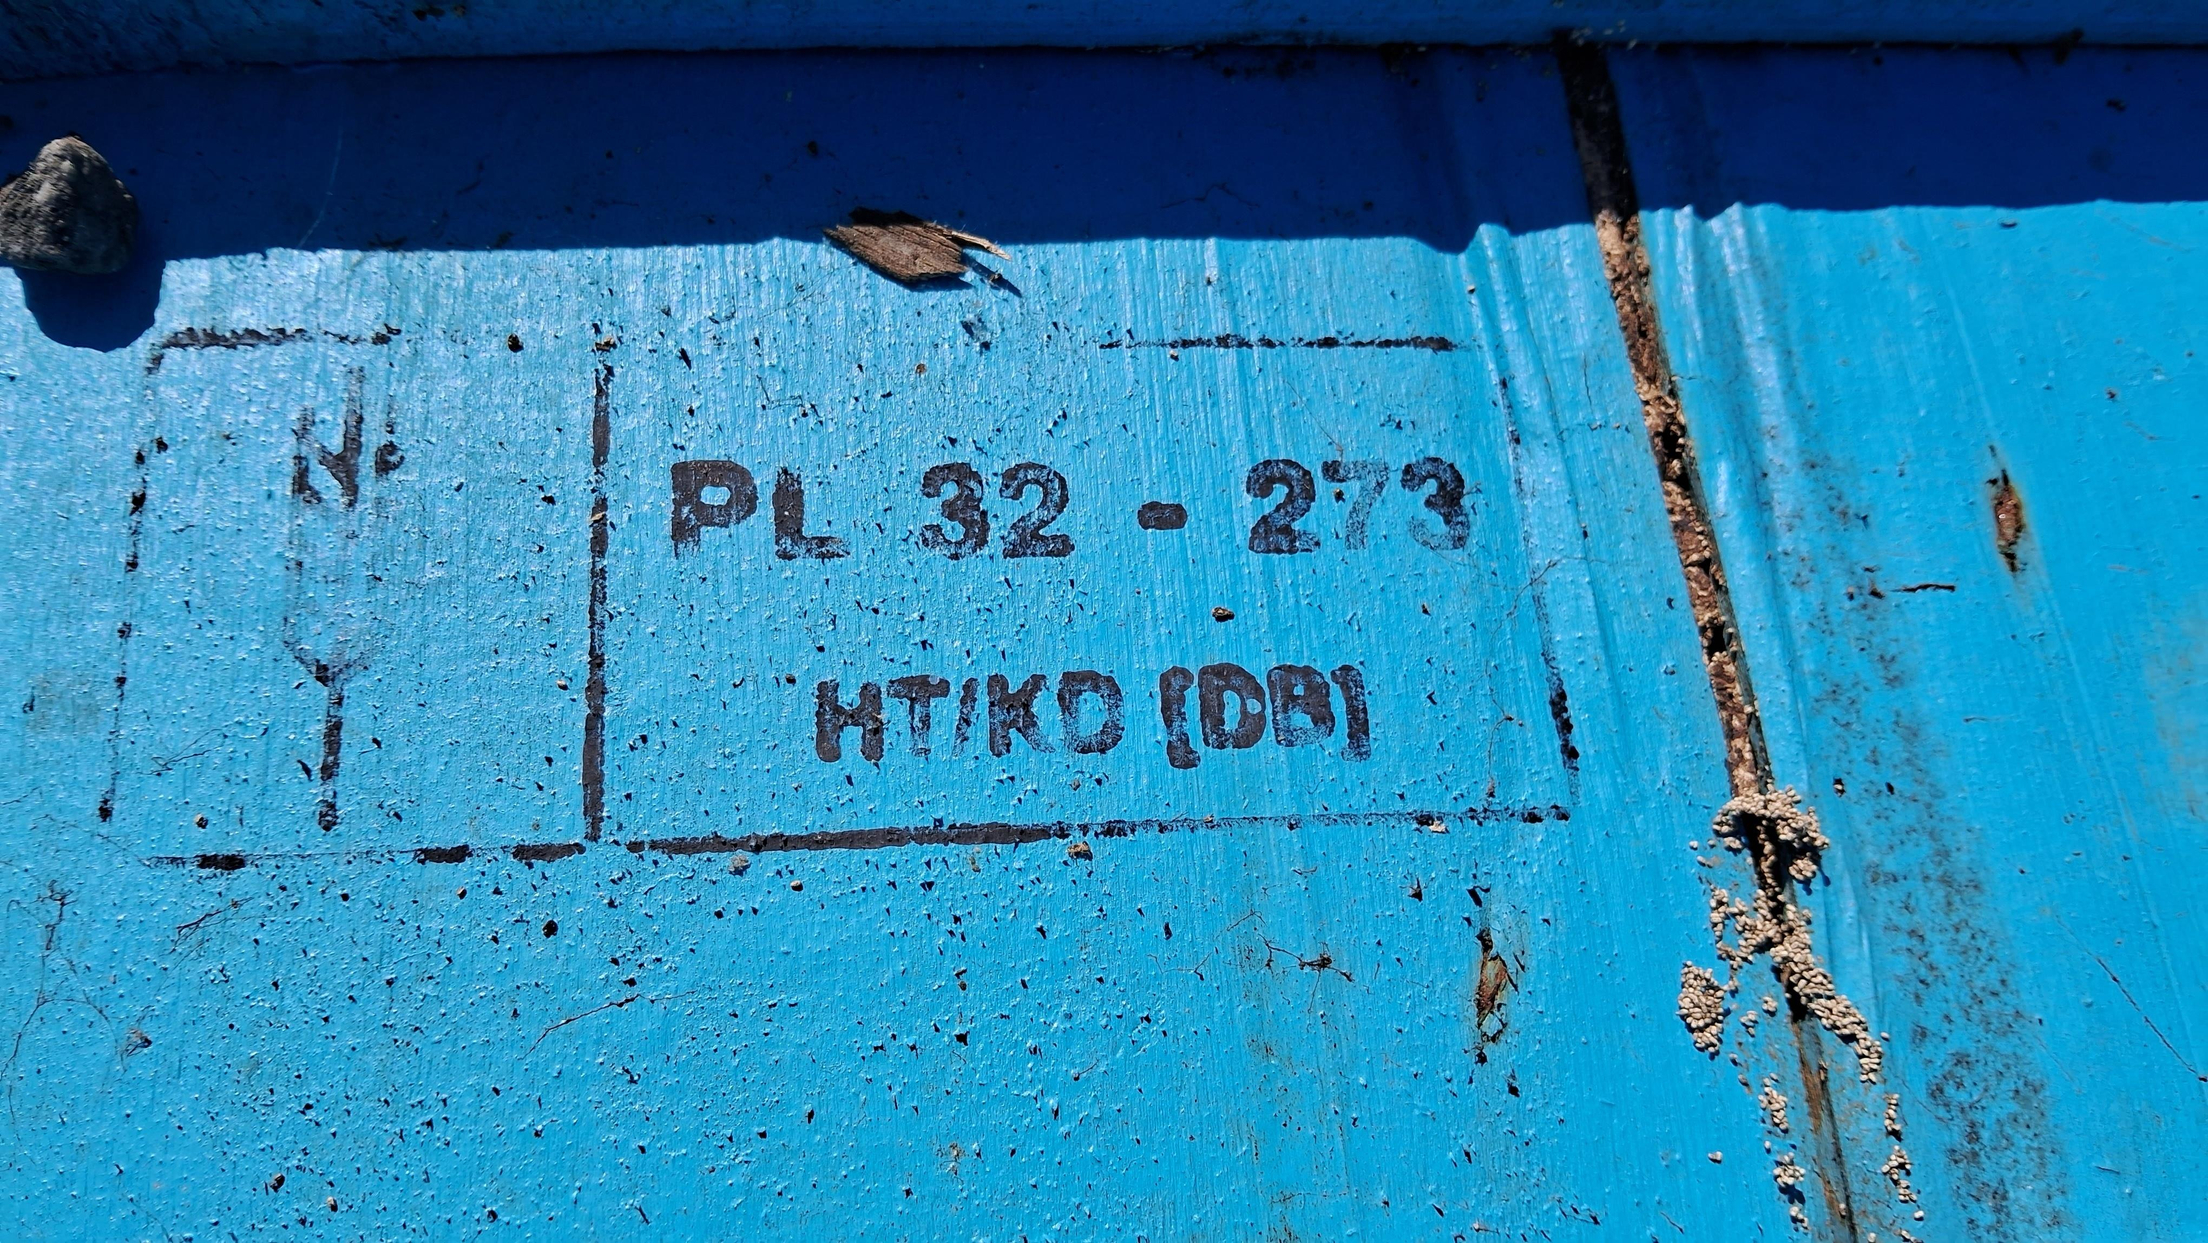 PL 32 - 273
HT/KD [DB]